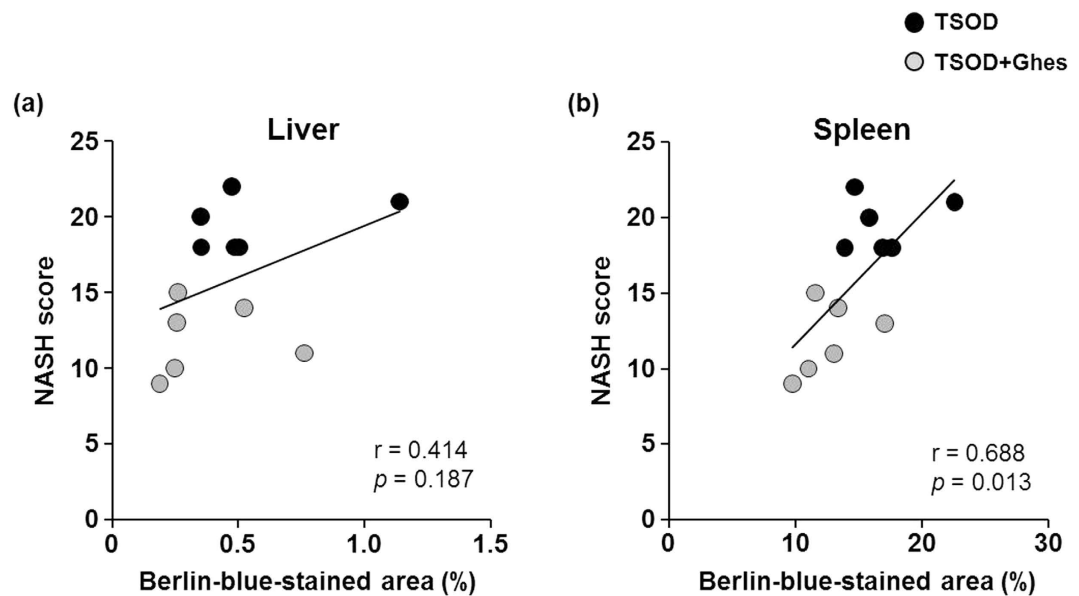 TSOD
TSOD+Ghes
(a)
Liver
NASH score
25
20
15
10
5
0
r = 0.414
p = 0.187
0
0.5
1.0
1.5
Berlin-blue-stained area (%)
(b)
Spleen
NASH score
25
20
15
10
5
0
r = 0.688
p = 0.013
0
10
20
30
Berlin-blue-stained area (%)